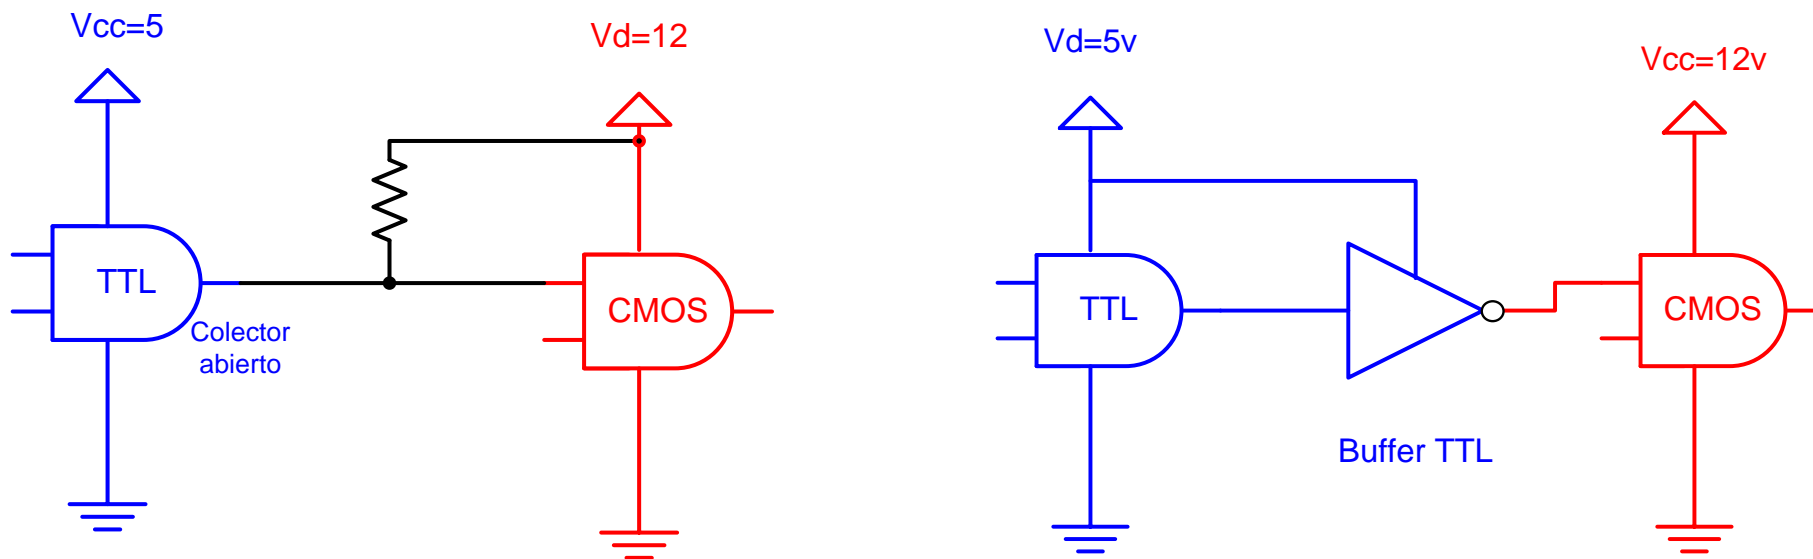 Vcc=5
Vd=12
TTL
Colector
abierto
CMOS
Vd=5v
Vcc=12v
TTL
CMOS
Buffer TTL